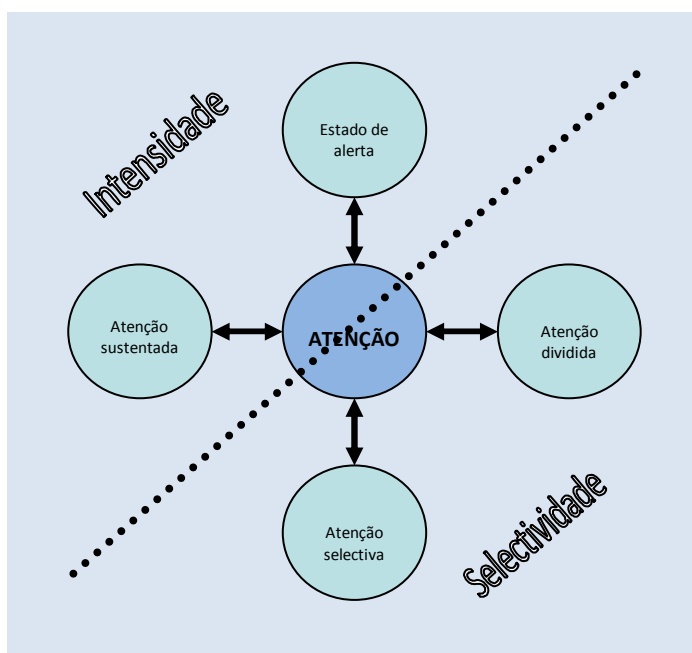 Intensidade
Estado de
alerta
Atenção
sustentada
ATENÇÃO
Atenção
dividida
Atenção
selectiva
Selectividade